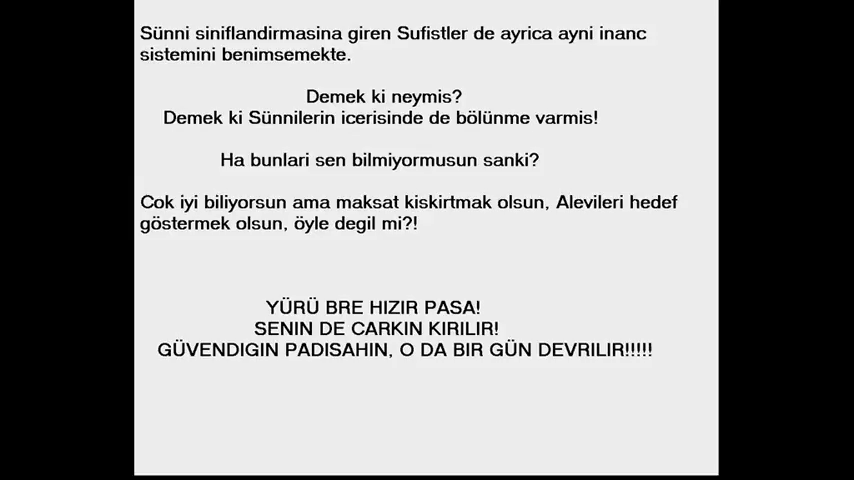 Sünni siniflandirmasina giren Sufistler de ayrica ayni inanc
sistemini benimsemekte.
Demek ki neymis?
Demek ki Sünnilerin icerisinde de bölünme varmis!
Ha bunlari sen bilmiyormusun sanki?
Cok iyi biliyorsun ama maksat kiskirtmak olsun, Alevileri hedef
göstermek olsun, öyle degil mi?!
YÜRÜ BRE HIZIR PASA!
SENIN DE CARKIN KIRILIR!
GÜVENDIGIN PADISAHIN, O DA BIR GÜN DEVRILIR!!!!!